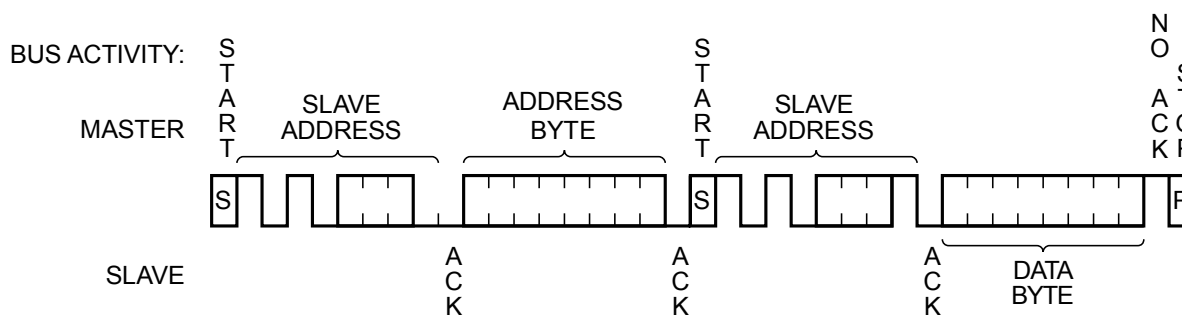 BUS ACTIVITY:
MASTER
START
SLAVE
ADDRESS
ADDRESS
BYTE
START
SLAVE
ADDRESS
NO ACK
S
S
SLAVE
ACK
ACK
ACK
DATA
BYTE